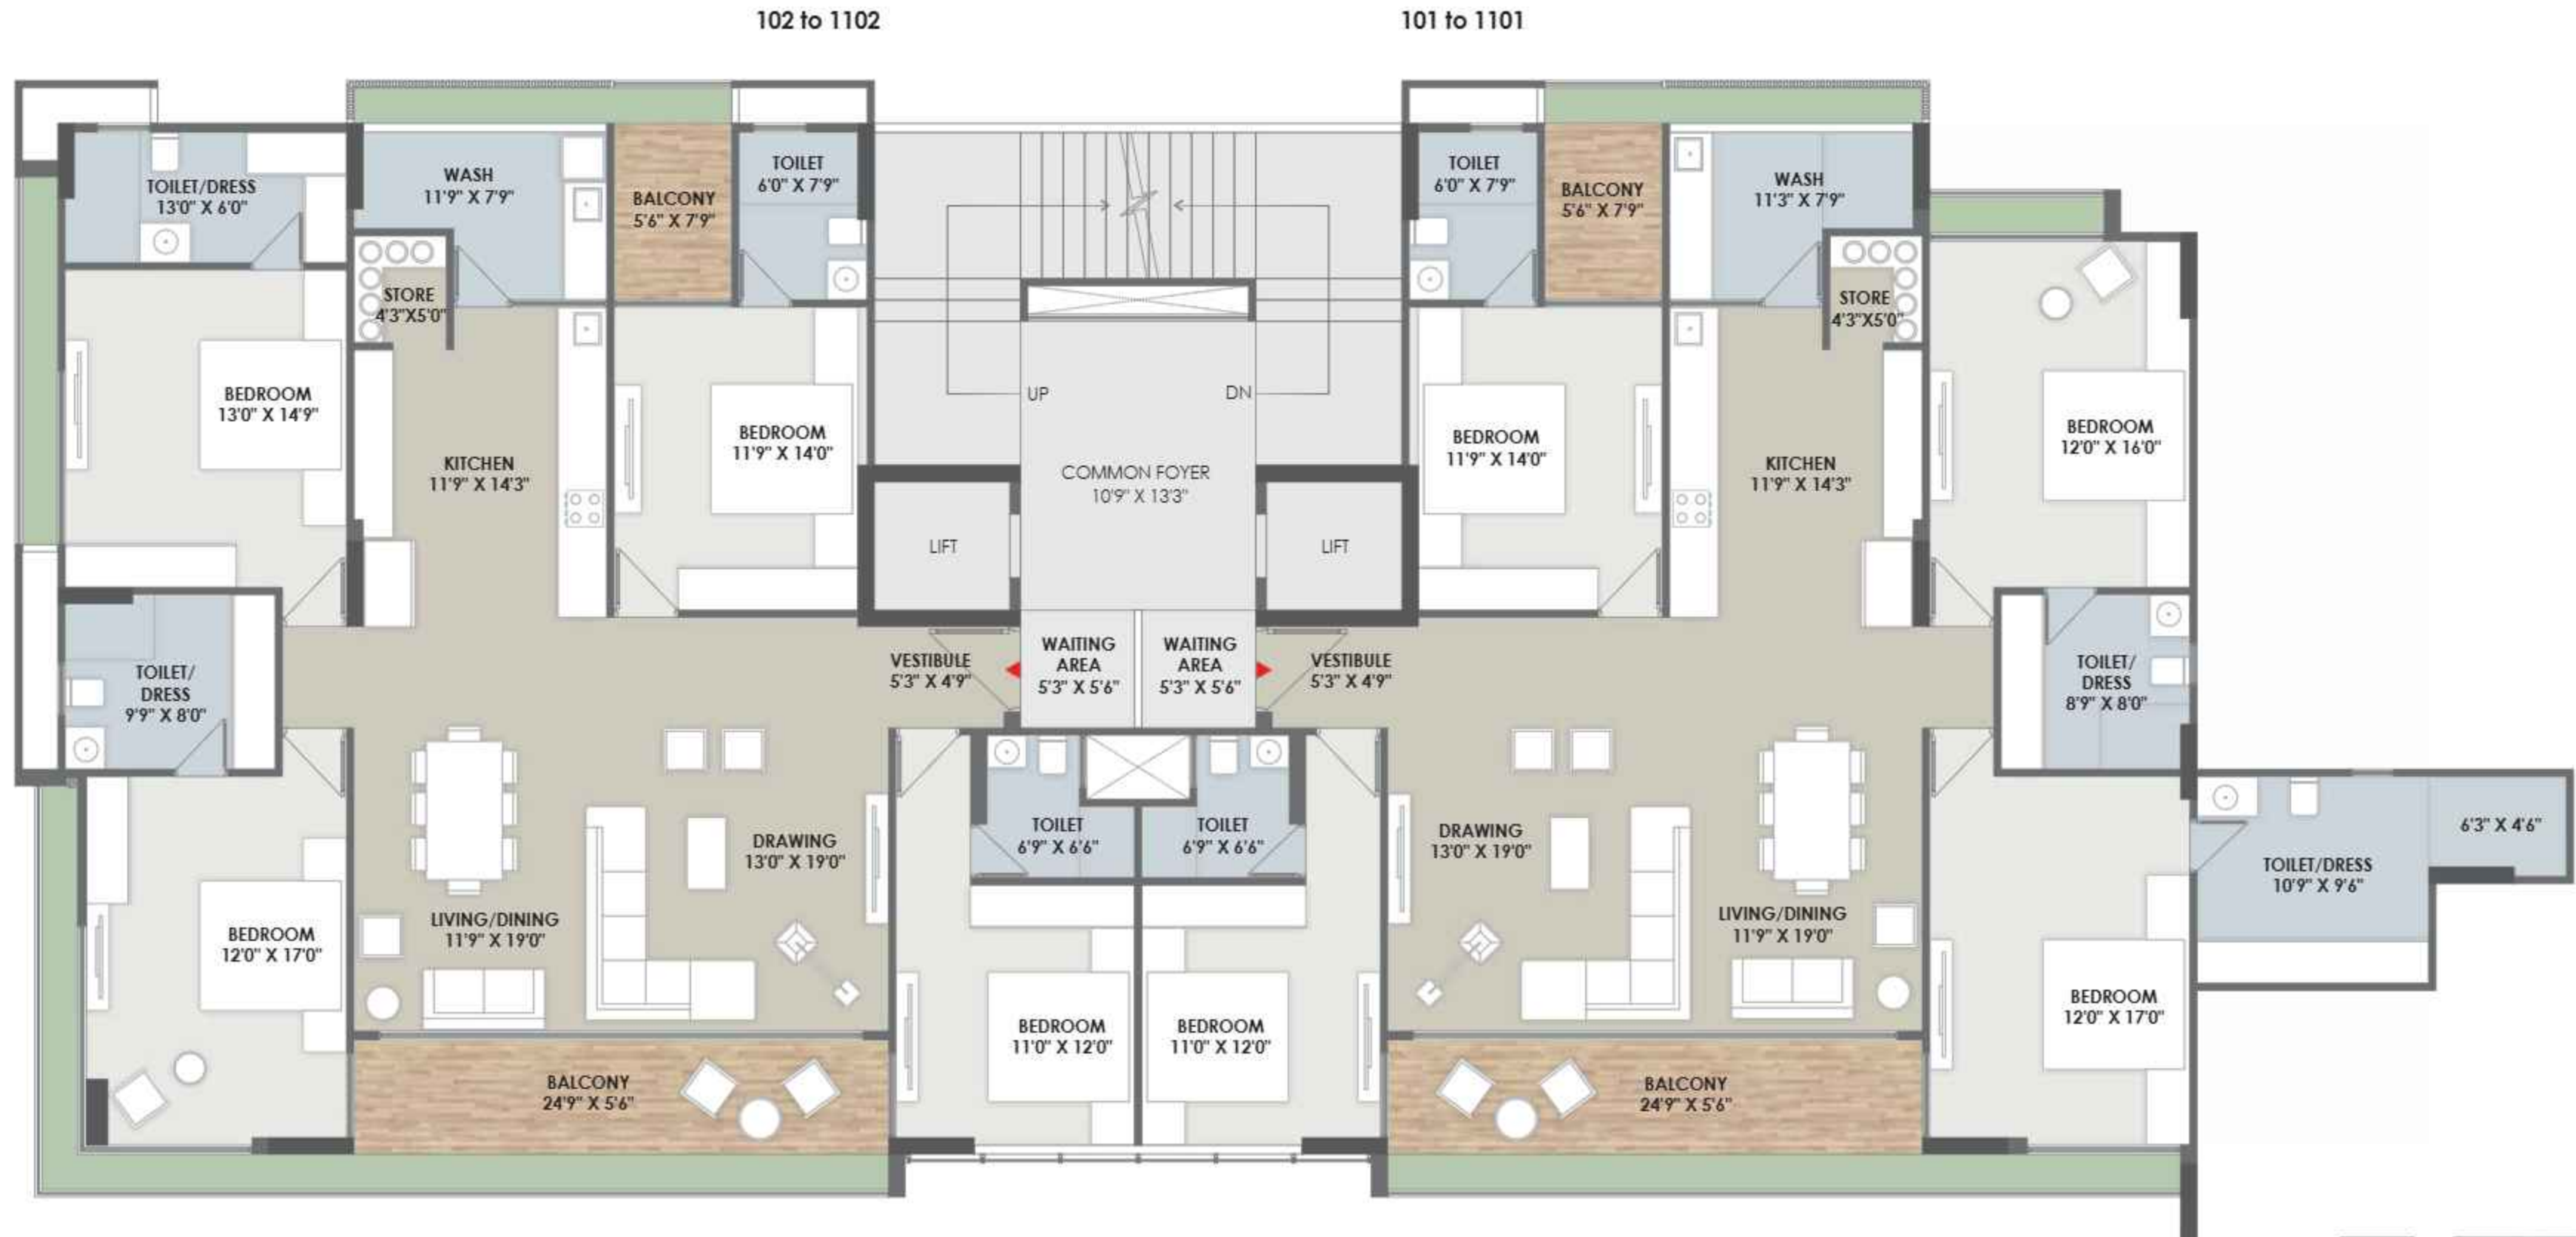 102 to 1102
101 to 1101
TOILET/DRESS
13'0" X 6'0"
WASH
11'9" X 7'9"
BALCONY
5'6" X 7'9"
TOILET
6'0" X 7'9"
TOILET
6'0" X 7'9"
BALCONY
5'6" X 7'9"
WASH
11'3" X 7'9"
STORE
4'3"X5'0"
STORE
4'3"X5'0"
BEDROOM
13'0" X 14'9"
KITCHEN
11'9" X 14'3"
BEDROOM
11'9" X 14'0"
UP
DN
COMMON FOYER
10'9" X 13'3"
LIFT
LIFT
BEDROOM
11'9" X 14'0"
KITCHEN
11'9" X 14'3"
BEDROOM
12'0" X 16'0"
TOILET/
DRESS
9'9" X 8'0"
VESTIBULE
5'3" X 4'9"
WAITING
AREA
5'3" X 5'6"
WAITING
AREA
5'3" X 5'6"
VESTIBULE
5'3" X 4'9"
TOILET/
DRESS
8'9" X 8'0"
DRAWING
13'0" X 19'0"
TOILET
6'9" X 6'6"
TOILET
6'9" X 6'6"
DRAWING
13'0" X 19'0"
6'3" X 4'6"
TOILET/DRESS
10'9" X 9'6"
BEDROOM
12'0" X 17'0"
LIVING/DINING
11'9" X 19'0"
LIVING/DINING
11'9" X 19'0"
BEDROOM
11'0" X 12'0"
BEDROOM
11'0" X 12'0"
BEDROOM
12'0" X 17'0"
BALCONY
24'9" X 5'6"
BALCONY
24'9" X 5'6"